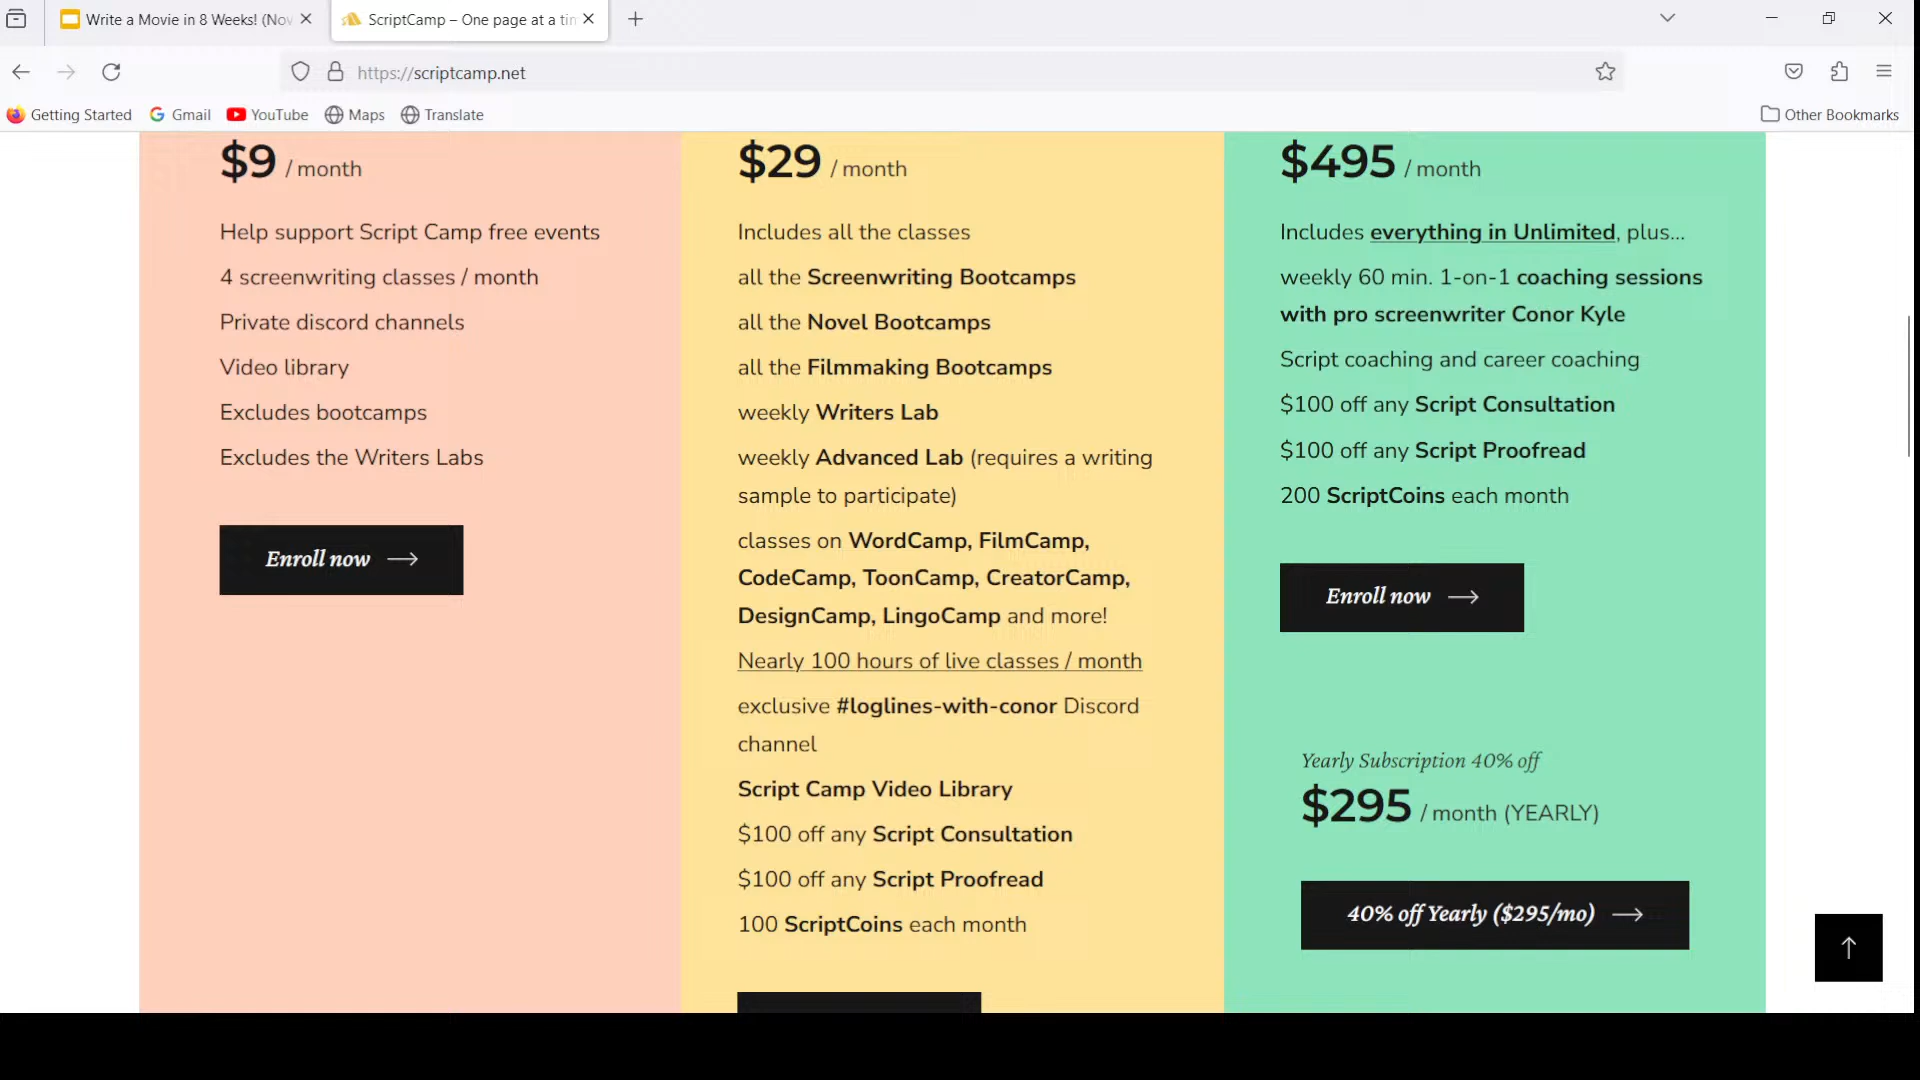 Write a Movie in 8 Weeks! (Nov
ScriptCamp – One page at a tim
https://scriptcamp.net
Getting Started
Gmail
YouTube
Maps
Translate
Other Bookmarks
$9 / month
Help support Script Camp free events
4 screenwriting classes / month
Private discord channels
Video library
Excludes bootcamps
Excludes the Writers Labs
Enroll now
$29 / month
Includes all the classes
all the Screenwriting Bootcamps
all the Novel Bootcamps
all the Filmmaking Bootcamps
weekly Writers Lab
weekly Advanced Lab (requires a writing
sample to participate)
classes on WordCamp, FilmCamp,
CodeCamp, ToonCamp, CreatorCamp,
DesignCamp, LingoCamp and more!
Nearly 100 hours of live classes / month
exclusive #loglines-with-conor Discord
channel
Script Camp Video Library
$100 off any Script Consultation
$100 off any Script Proofread
100 ScriptCoins each month
$495 / month
Includes everything in Unlimited, plus...
weekly 60 min. 1-on-1 coaching sessions
with pro screenwriter Conor Kyle
Script coaching and career coaching
$100 off any Script Consultation
$100 off any Script Proofread
200 ScriptCoins each month
Enroll now
Yearly Subscription 40% off
$295 / month (YEARLY)
40% off Yearly ($295/mo)